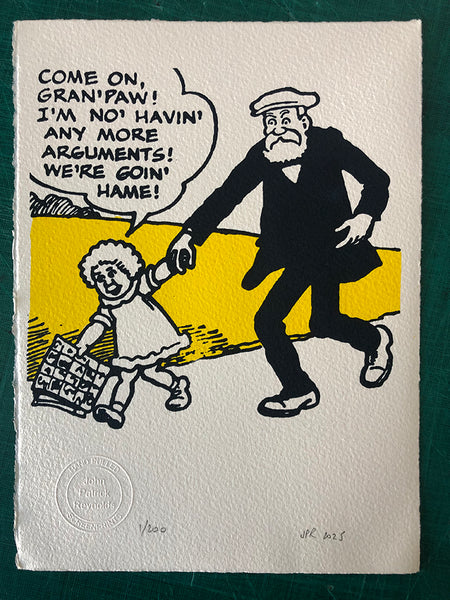 COME ON,
GRAN'PAW!
I'M NO' HAVIN'
ANY MORE
ARGUMENTS!
WE'RE GOIN'
HAME!
John
Patrick
Reynolds
SCREENPRINT
1/200
JPR 2025